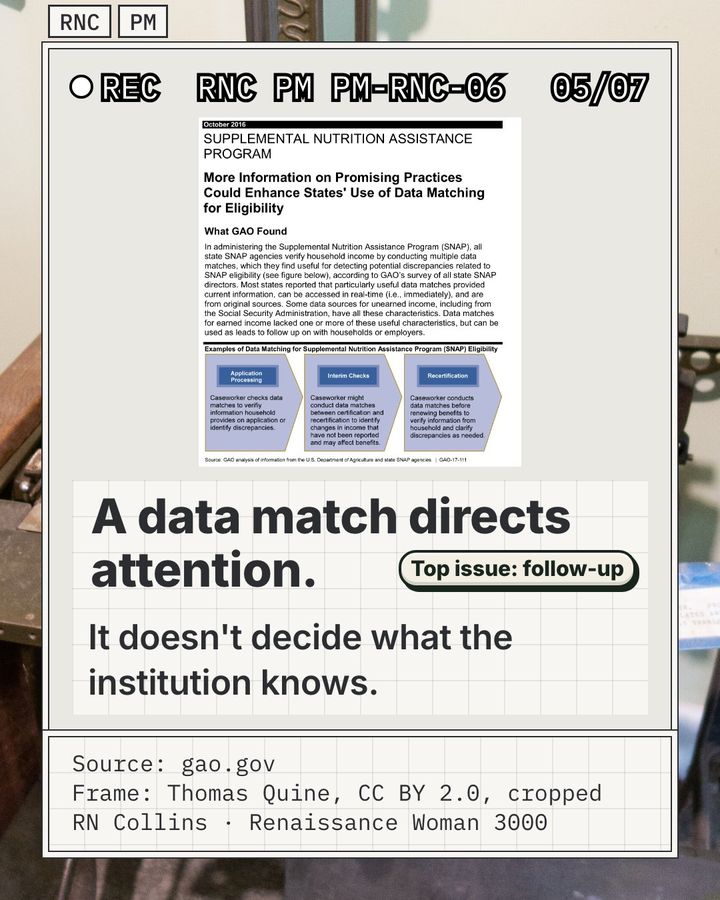 RNC PM
REC RNC PM PM-RNC-06 05/07
October 2016
SUPPLEMENTAL NUTRITION ASSISTANCE
PROGRAM
More Information on Promising Practices
Could Enhance States' Use of Data Matching
for Eligibility
What GAO Found
In administering the Supplemental Nutrition Assistance Program (SNAP), all
state SNAP agencies verify household income by conducting multiple data
matches, which they find useful for detecting potential discrepancies related to
SNAP eligibility (see figure below), according to GAO's survey of all state SNAP
directors. Most states reported that particularly useful data matches provided
current information, can be accessed in real-time (i.e., immediately), and are
from original sources. Some data sources for unearned income, including from
the Social Security Administration, have all these characteristics. Data matches
for earned income lacked one or more of these useful characteristics, but can be
used as leads to follow up on with households or employers.
Examples of Data Matching for Supplemental Nutrition Assistance Program (SNAP) Eligibility
Application
Processing
Caseworker checks data
matches to verify
information household
provides on application or
identify discrepancies.
Interim Checks
Caseworker might
conduct data matches
between certification and
recertification to identify
changes in income that
have not been reported
and may affect benefits.
Recertification
Caseworker conducts
data matches before
renewing benefits to
verify information from
household and clarify
discrepancies as needed.
Source: GAO analysis of information from the U.S. Department of Agriculture and state SNAP agencies. | GAO-17-111
A data match directs
attention.
Top issue: follow-up
It doesn't decide what the
institution knows.
Source: gao.gov
Frame: Thomas Quine, CC BY 2.0, cropped
RN Collins · Renaissance Woman 3000